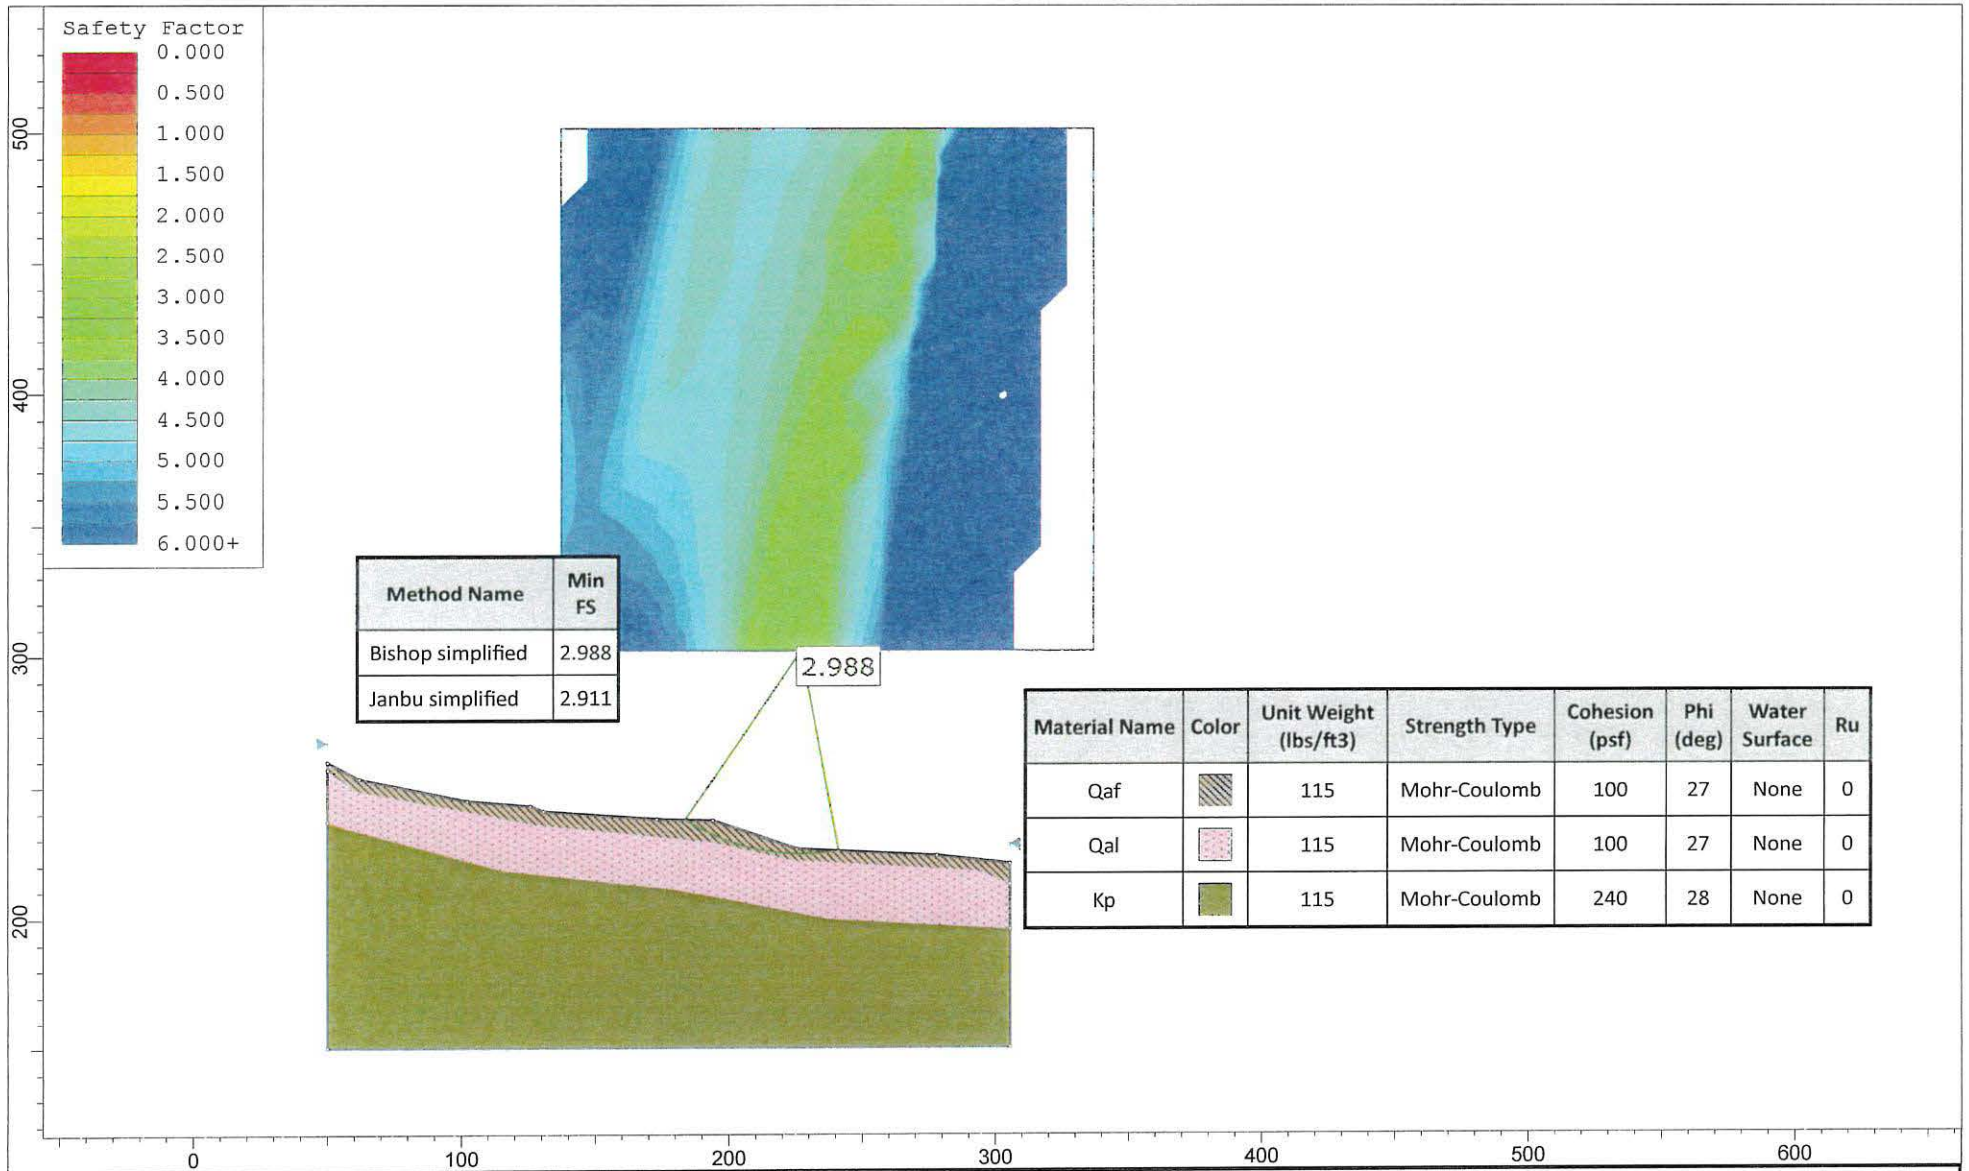 Safety Factor
0.000
0.500
1.000
1.500
2.000
2.500
3.000
3.500
4.000
4.500
5.000
5.500
6.000+
500
400
300
200
Method Name Min FS
Bishop simplified 2.988
Janbu simplified 2.911
2.988
Material Name Color Unit Weight (lbs/ft3) Strength Type Cohesion (psf) Phi (deg) Water Surface Ru
Qaf 115 Mohr-Coulomb 100 27 None 0
Qal 115 Mohr-Coulomb 100 27 None 0
Kp 115 Mohr-Coulomb 240 28 None 0
0 100 200 300 400 500 600